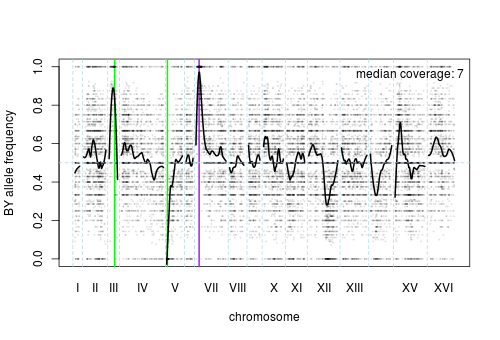 median coverage: 7
1.0
0.8
0.6
0.4
0.2
0.0
BY allele frequency
I II III IV V VII VIII X XI XII XIII XV XVI
chromosome